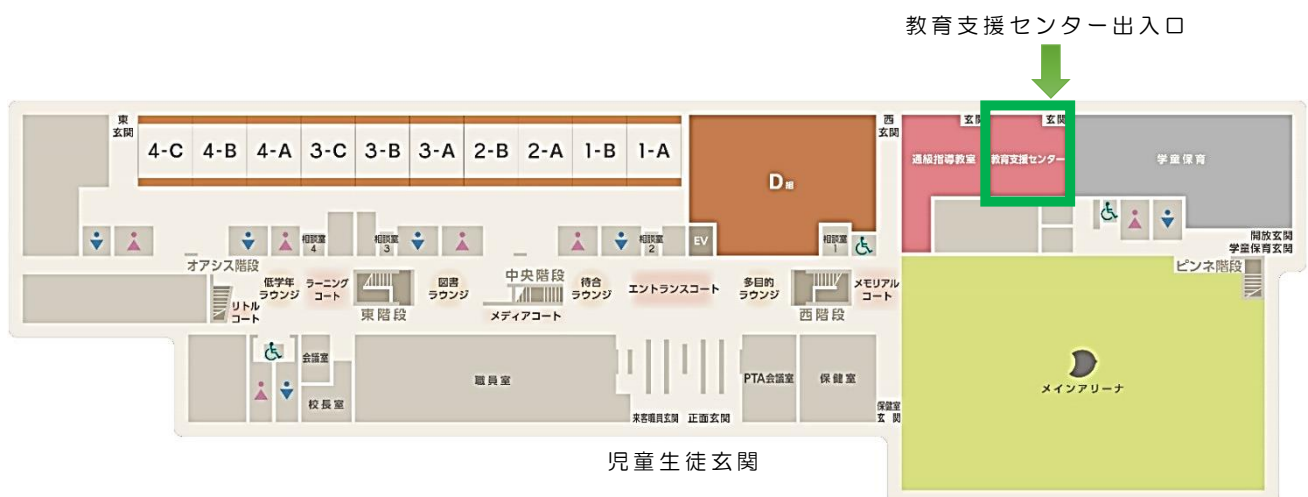 教育支援センター出入口
東
玄関
4-C
4-B
4-A
3-C
3-B
3-A
2-B
2-A
1-B
1-A
D組
西
玄関
玄関
玄関
通級指導教室
教育支援センター
学童保育
相談室
4
相談室
3
相談室
2
EV
相談室
1
開放玄関
学童保育玄関
オアシス階段
低学年
ラウンジ
ラーニング
コート
図書
ラウンジ
中央階段
待合
ラウンジ
エントランスコート
多目的
ラウンジ
メモリアル
コート
ピンネ階段
リトル
コート
東階段
メディアコート
西階段
会議室
校長室
職員室
PTA会議室
保健室
メインアリーナ
来客職員玄関
正面玄関
保健室
玄関
児童生徒玄関